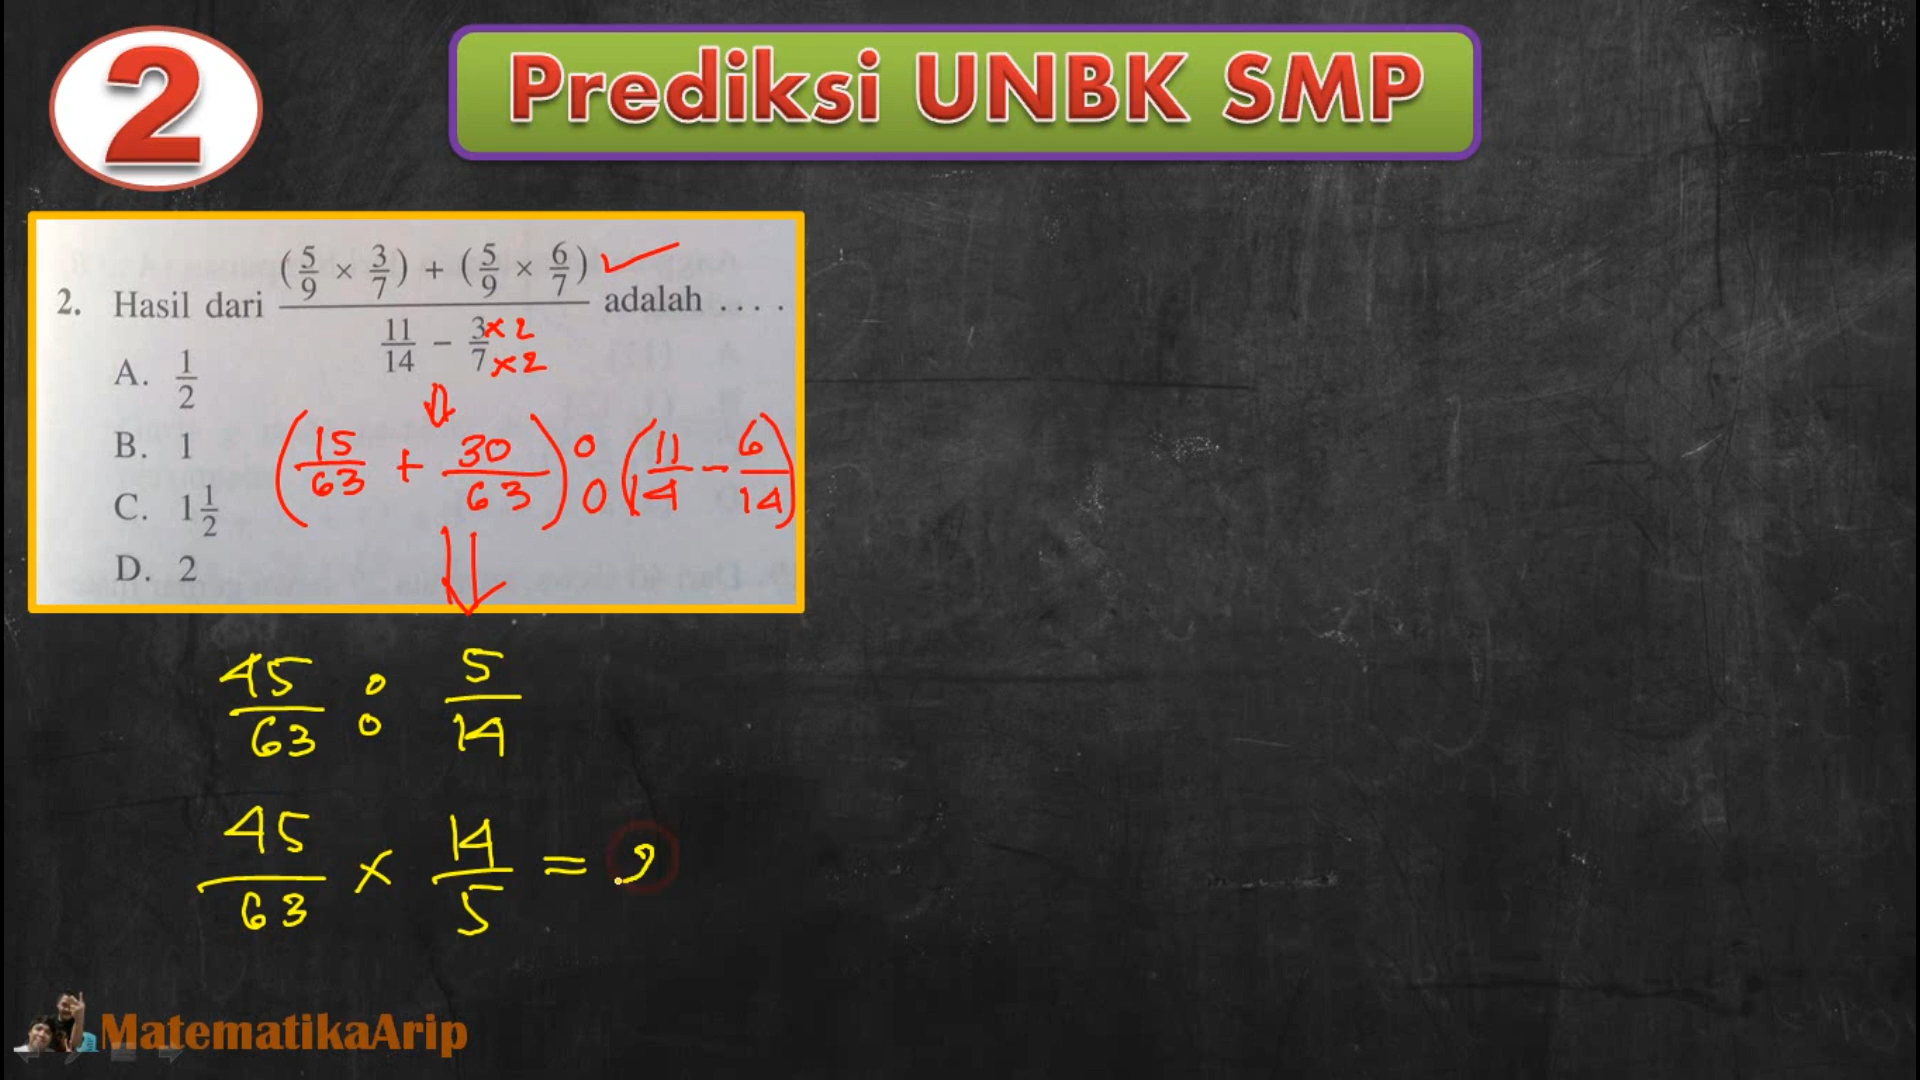 2
Prediksi UNBK SMP
2. Hasil dari ((5/9 × 3/7) + (5/9 × 6/7)) / (11/14 − 3/7) adalah . . . .
×2
×2
A. 1/2
B. 1
C. 1 1/2
D. 2
(15/63 + 30/63) : (11/14 − 6/14)
45/63 : 5/14
45/63 × 14/5 =
MatematikaArip